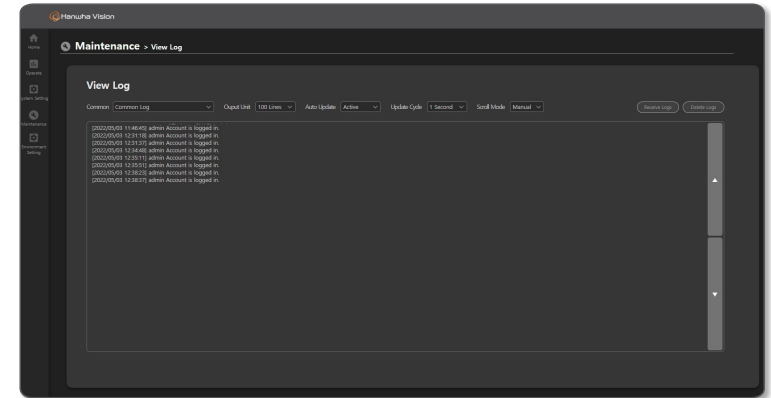 Hanwha Vision
Home
Operate
System Setting
Maintenance
Environment
Setting
Maintenance > View Log
View Log
Common Common Log Ouput Unit 100 Lines Auto Update Active Update Cycle 1 Second Scroll Mode Manual Receive Logs Delete Logs
[2022/05/03 11:46:45] admin Account is logged in.
[2022/05/03 12:31:18] admin Account is logged in.
[2022/05/03 12:31:37] admin Account is logged in.
[2022/05/03 12:34:48] admin Account is logged in.
[2022/05/03 12:35:11] admin Account is logged in.
[2022/05/03 12:35:51] admin Account is logged in.
[2022/05/03 12:38:23] admin Account is logged in.
[2022/05/03 12:38:37] admin Account is logged in.